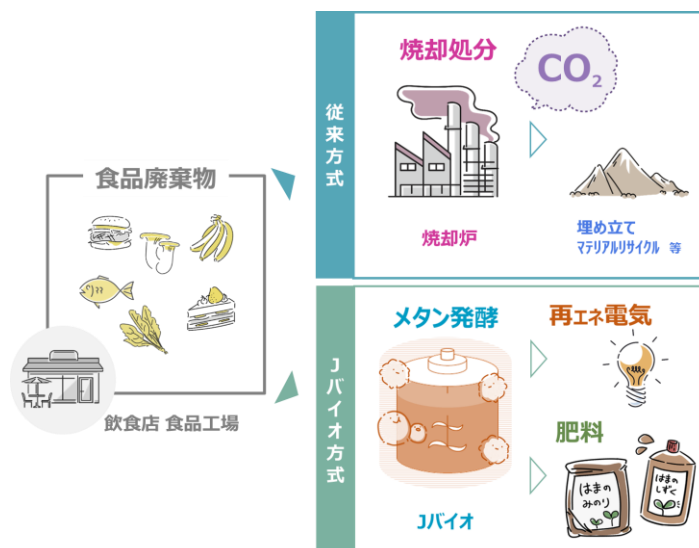 食品廃棄物
飲食店 食品工場
従来方式
焼却処分
CO₂
焼却炉
埋め立て
マテリアルリサイクル 等
Jバイオ方式
メタン発酵
Jバイオ
再エネ電気
肥料
はまの
みのり
はまの
しずく